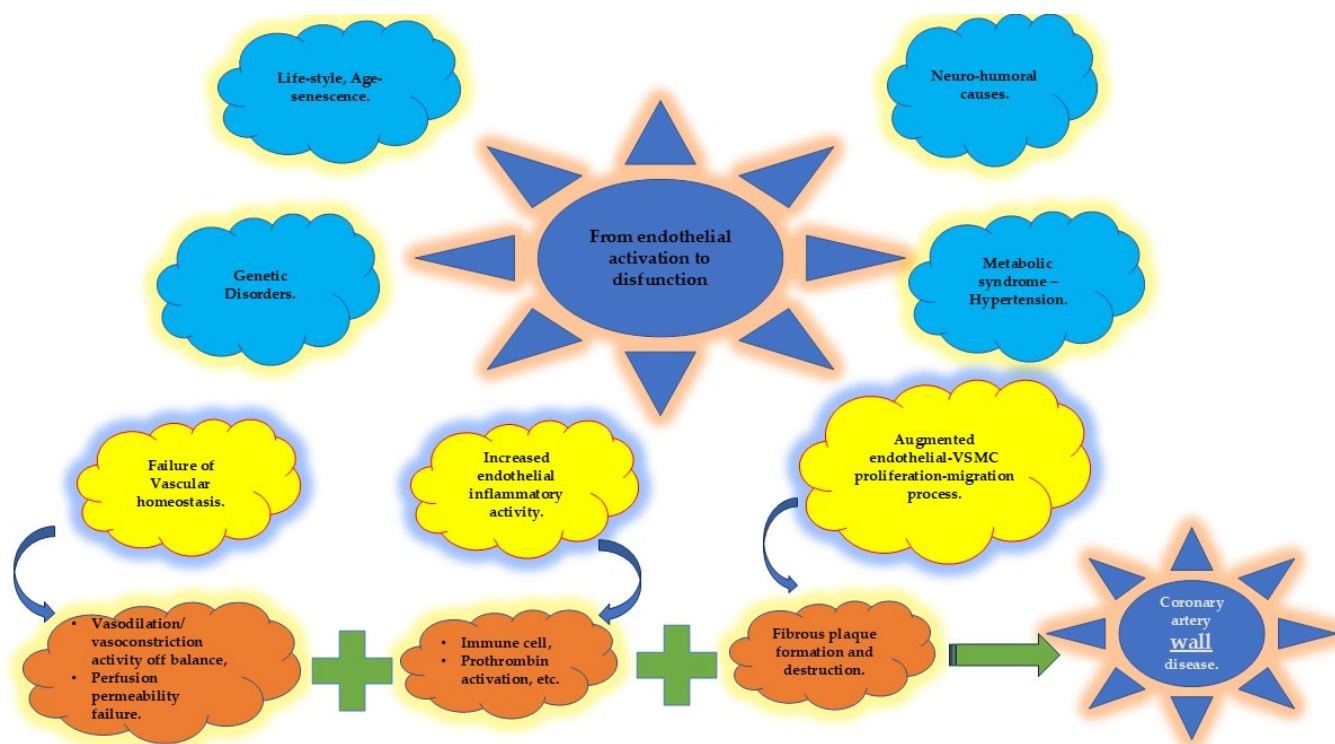 Life-style, Age-
senescence.
Neuro-humoral
causes.
From endothelial
activation to
disfunction
Genetic
Disorders.
Metabolic
syndrome –
Hypertension.
Failure of
Vascular
homeostasis.
Increased
endothelial
inflammatory
activity.
Augmented
endothelial-VSMC
proliferation-migration
process.
• Vasodilation/
vasoconstriction
activity off balance,
• Perfusion
permeability
failure.
• Immune cell,
• Prothrombin
activation, etc.
Fibrous plaque
formation and
destruction.
Coronary
artery
wall
disease.